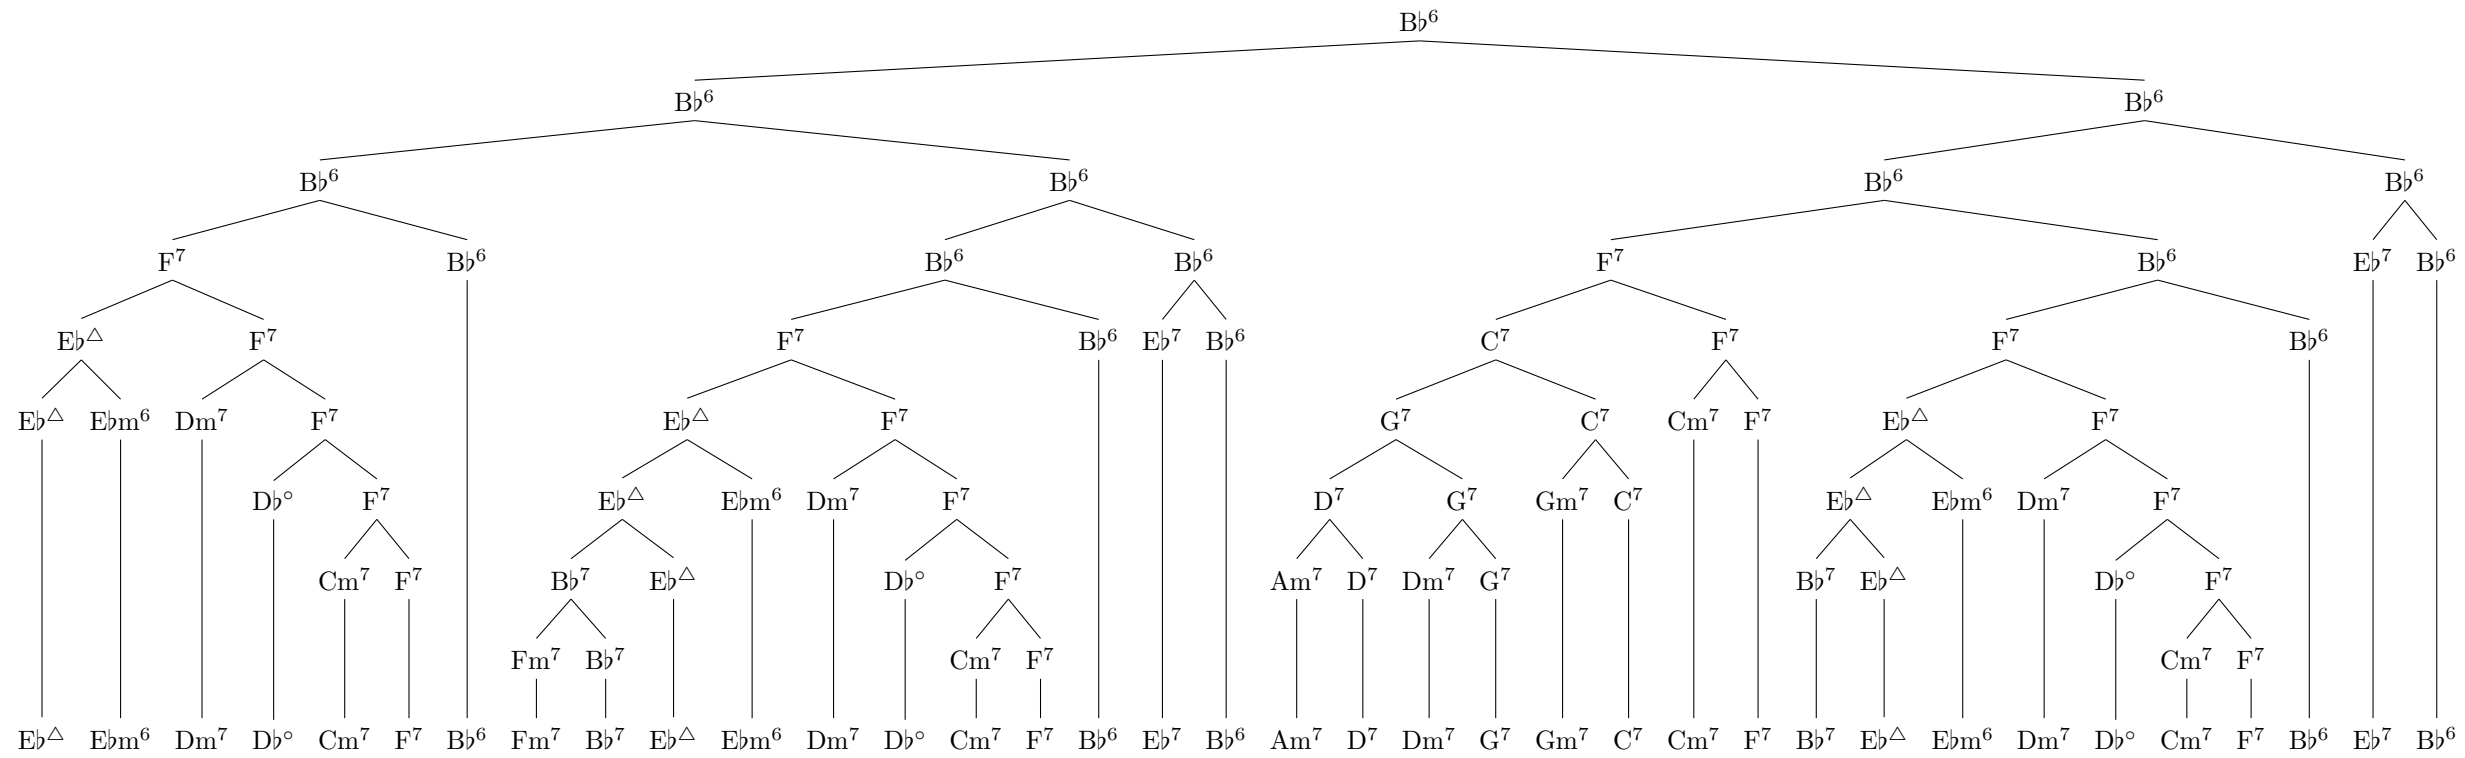 B♭⁶
B♭⁶ B♭⁶
B♭⁶ B♭⁶ B♭⁶ B♭⁶
F⁷ B♭⁶ B♭⁶ B♭⁶ F⁷ B♭⁶ E♭⁷ B♭⁶
E♭△ F⁷ F⁷ B♭⁶ E♭⁷ B♭⁶ C⁷ F⁷ F⁷ B♭⁶
E♭△ E♭m⁶ Dm⁷ F⁷ E♭△ F⁷ G⁷ C⁷ Cm⁷ F⁷ E♭△ F⁷
D♭° F⁷ E♭△ E♭m⁶ Dm⁷ F⁷ D⁷ G⁷ Gm⁷ C⁷ E♭△ E♭m⁶ Dm⁷ F⁷
Cm⁷ F⁷ B♭⁷ E♭△ D♭° F⁷ Am⁷ D⁷ Dm⁷ G⁷ B♭⁷ E♭△ D♭° F⁷
Fm⁷ B♭⁷ Cm⁷ F⁷ Cm⁷ F⁷
E♭△ E♭m⁶ Dm⁷ D♭° Cm⁷ F⁷ B♭⁶ Fm⁷ B♭⁷ E♭△ E♭m⁶ Dm⁷ D♭° Cm⁷ F⁷ B♭⁶ E♭⁷ B♭⁶ Am⁷ D⁷ Dm⁷ G⁷ Gm⁷ C⁷ Cm⁷ F⁷ B♭⁷ E♭△ E♭m⁶ Dm⁷ D♭° Cm⁷ F⁷ B♭⁶ E♭⁷ B♭⁶